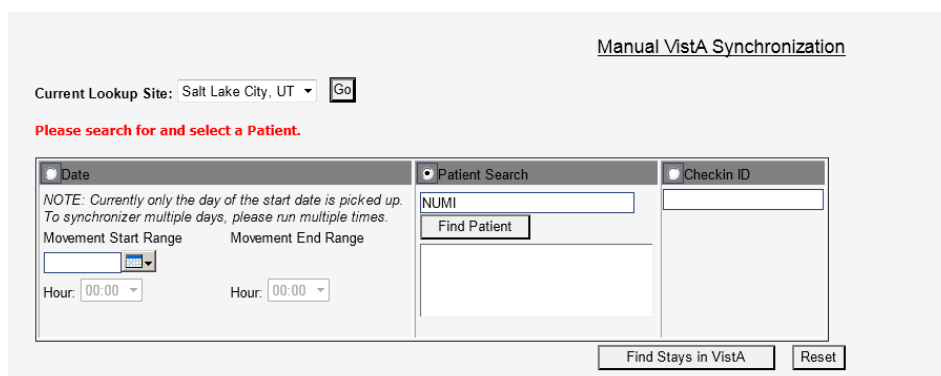 Manual VistA Synchronization
Current Lookup Site: Salt Lake City, UT Go
Please search for and select a Patient.
Date Patient Search Checkin ID
NOTE: Currently only the day of the start date is picked up.
To synchronizer multiple days, please run multiple times.
Movement Start Range Movement End Range
Hour: 00:00 Hour: 00:00
NUMI
Find Patient
Find Stays in VistA Reset